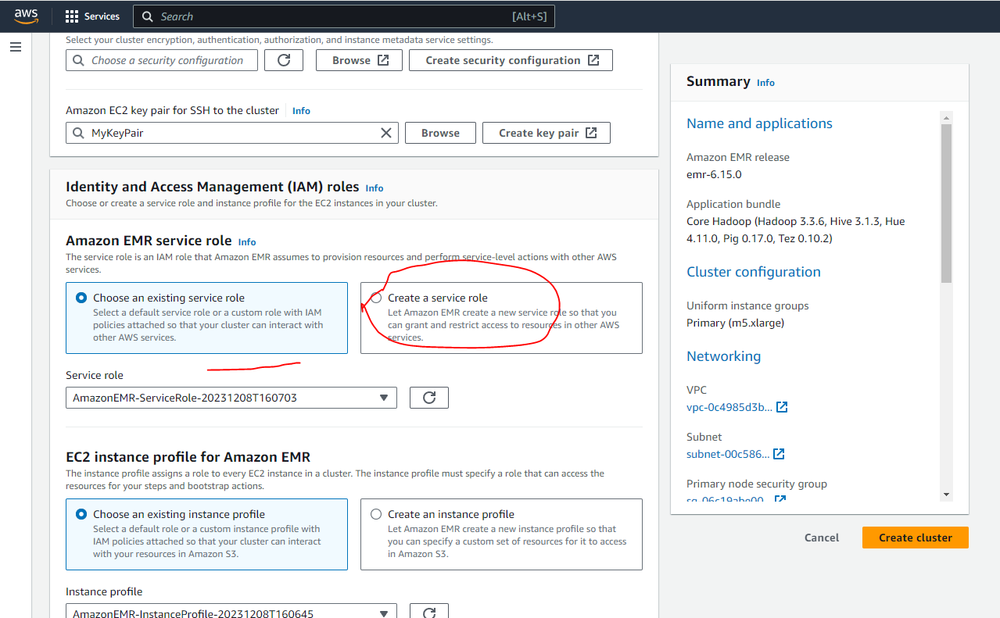 aws
Services
Search
[Alt+S]
Select your cluster encryption, authentication, authorization, and instance metadata service settings.
Choose a security configuration
Browse
Create security configuration
Amazon EC2 key pair for SSH to the cluster
Info
MyKeyPair
Browse
Create key pair
Identity and Access Management (IAM) roles Info
Choose or create a service role and instance profile for the EC2 instances in your cluster.
Amazon EMR service role Info
The service role is an IAM role that Amazon EMR assumes to provision resources and perform service-level actions with other AWS
services.
Choose an existing service role
Select a default service role or a custom role with IAM
policies attached so that your cluster can interact with
other AWS services.
Create a service role
Let Amazon EMR create a new service role so that you
can grant and restrict access to resources in other AWS
services.
Service role
AmazonEMR-ServiceRole-20231208T160703
EC2 instance profile for Amazon EMR
The instance profile assigns a role to every EC2 instance in a cluster. The instance profile must specify a role that can access the
resources for your steps and bootstrap actions.
Choose an existing instance profile
Select a default role or a custom instance profile with
IAM policies attached so that your cluster can interact
with your resources in Amazon S3.
Create an instance profile
Let Amazon EMR create a new instance profile so that
you can specify a custom set of resources for it to access
in Amazon S3.
Instance profile
AmazonEMR-InstanceProfile-20231208T160645
Summary Info
Name and applications
Amazon EMR release
emr-6.15.0
Application bundle
Core Hadoop (Hadoop 3.3.6, Hive 3.1.3, Hue
4.11.0, Pig 0.17.0, Tez 0.10.2)
Cluster configuration
Uniform instance groups
Primary (m5.xlarge)
Networking
VPC
vpc-0c4985d3b...
Subnet
subnet-00c586...
Primary node security group
sg-06c19abe00...
Cancel
Create cluster